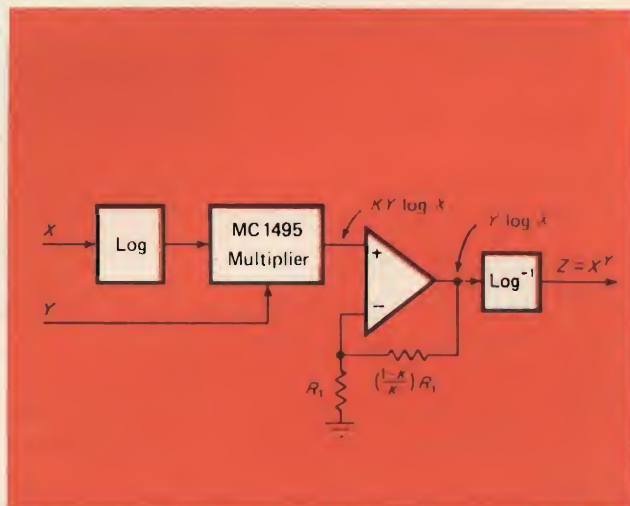 X
Log
MC 1495
Multiplier
KY log x
Y log x
Log⁻¹
Z = X^Y
Y
+
−
R₁
(1-K/K) R₁